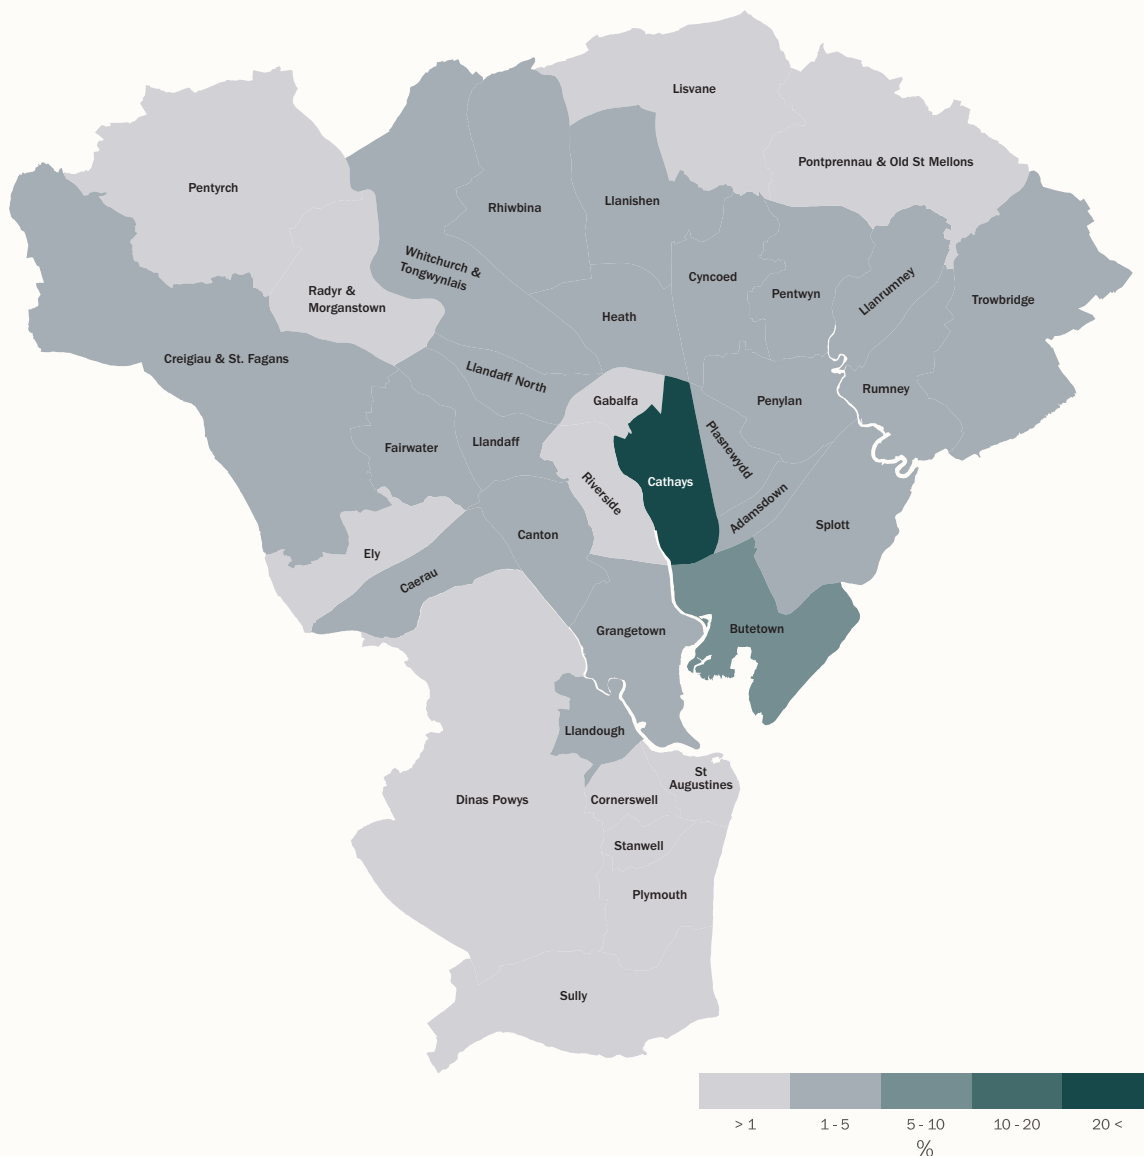 Lisvane
Pontprennau & Old St Mellons
Pentyrch
Rhiwbina
Llanishen
Whitchurch &
Tongwynlais
Cyncoed
Pentwyn
Llanrumney
Trowbridge
Radyr &
Morganstown
Heath
Creigiau & St. Fagans
Llandaff North
Gabalfa
Penylan
Rumney
Fairwater
Llandaff
Plasnewydd
Riverside
Cathays
Adamsdown
Splott
Canton
Ely
Caerau
Grangetown
Butetown
Llandough
St
Augustines
Dinas Powys
Cornerswell
Stanwell
Plymouth
Sully
> 1
1 - 5
5 - 10
10 - 20
20 <
%